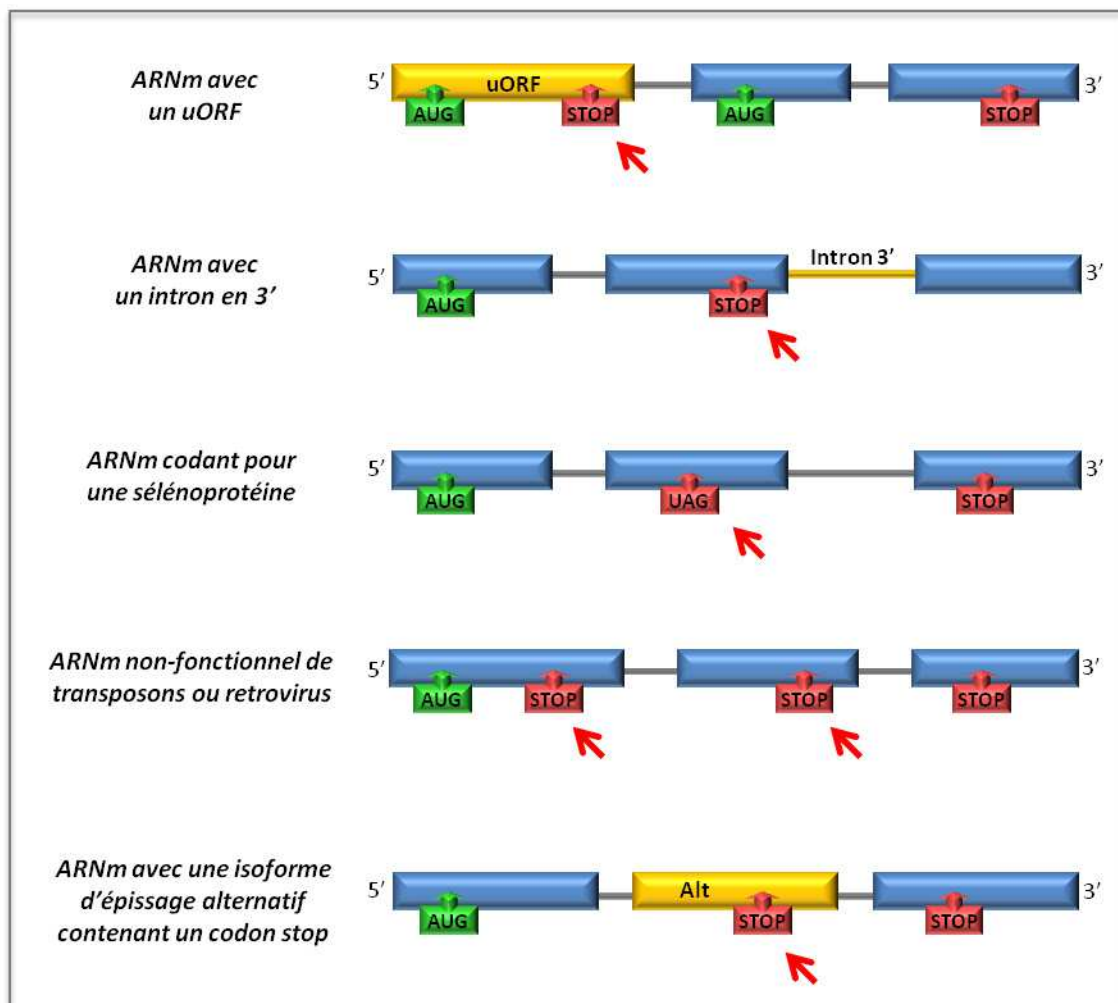 ARNm avec
un uORF
5’ uORF 3’
AUG STOP AUG STOP
ARNm avec
un intron en 3’
5’ Intron 3’ 3’
AUG STOP
ARNm codant pour
une sélénoprotéine
5’ 3’
AUG UAG STOP
ARNm non-fonctionnel de
transposons ou retrovirus
5’ 3’
AUG STOP STOP STOP
ARNm avec une isoforme
d’épissage alternatif
contenant un codon stop
5’ Alt 3’
AUG STOP STOP